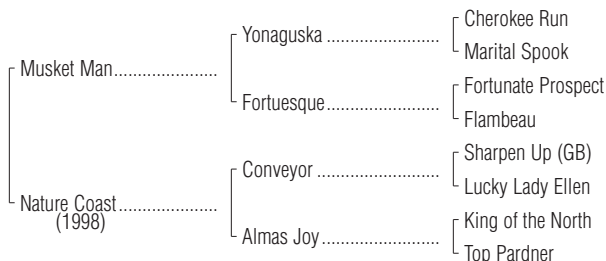 Cherokee Run
Yonaguska ........................
Marital Spook
Musket Man......................
Fortunate Prospect
Fortuesque........................
Flambeau
Sharpen Up (GB)
Conveyor ..........................
Lucky Lady Ellen
Nature Coast.....................
(1998)
King of the North
Almas Joy.........................
Top Pardner